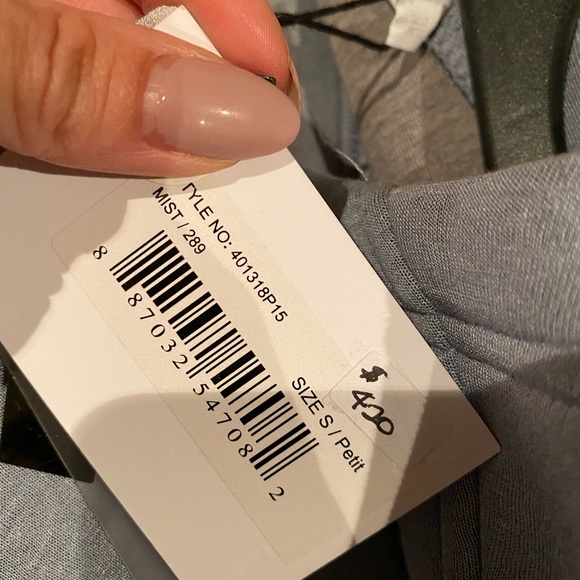 TYLE NO: 401318P15
MIST / 289
8 87032 54708 2
SIZE S / Petit
$ 420